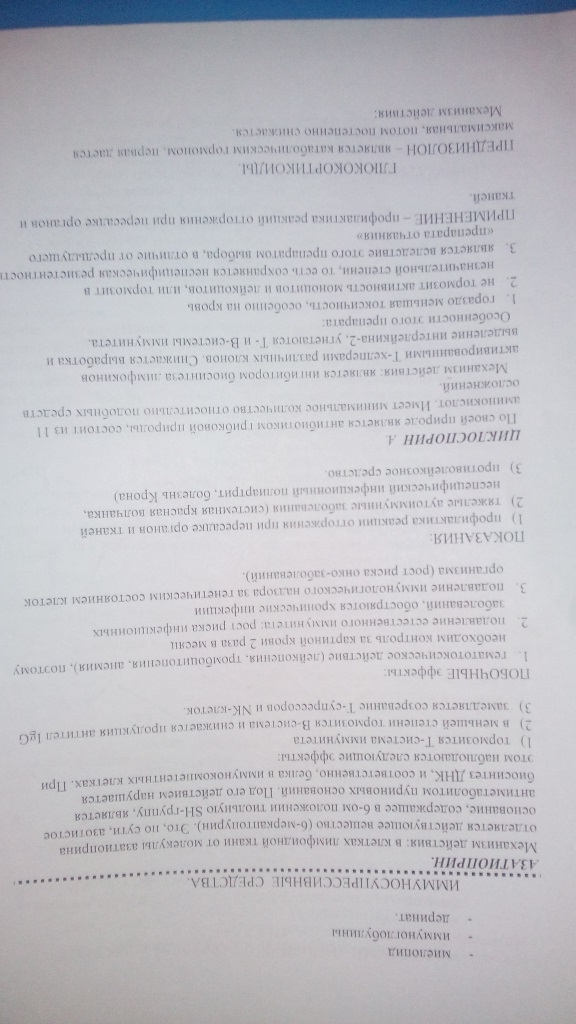 - миелопид
- иммуноглобулины
- деринат.
ИММУНОСУПРЕССИВНЫЕ СРЕДСТВА.
АЗАТИОПРИН.
Механизм действия: в клетках лимфоидной ткани от молекулы азатиоприна
отделяется действующее вещество (6-меркаптопурин). Это, по сути, азотистое
основание, содержащее в 6-ом положении тиольную SH-группу, является
антиметаболитом пуриновых оснований. Под его действием нарушается
биосинтез ДНК, и соответственно, белка в иммунокомпетентных клетках. При
этом наблюдаются следующие эффекты:
1) тормозится Т-система иммунитета
2) в меньшей степени тормозится В-система и снижается продукция антител IgG
3) замедляется созревание Т-супрессоров и NK-клеток.
ПОБОЧНЫЕ эффекты:
1. гематотоксическое действие (лейкопения, тромбоцитопения, анемия), поэтому
необходим контроль за картиной крови 2 раза в месяц
2. подавление естественного иммунитета: рост риска инфекционных
заболеваний, обостряются хронические инфекции
3. подавление иммунологического надзора за генетическим состоянием клеток
организма (рост риска онко-заболеваний).
ПОКАЗАНИЯ:
1) профилактика реакции отторжения при пересадке органов и тканей
2) тяжелые аутоиммунные заболевания (системная красная волчанка,
неспецифический инфекционный полиартрит, болезнь Крона)
3) противолейкозное средство.
ЦИКЛОСПОРИН А
По своей природе является антибиотиком грибковой природы, состоит из 11
аминокислот. Имеет минимальное количество относительно подобных средств
осложнений.
Механизм действия: является ингибитором биосинтеза лимфокинов
активированными Т-хелперами различных клонов. Снижается выработка и
выделение интерлейкина-2, угнетаются Т- и В-системы иммунитета.
Особенности этого препарата:
1. гораздо меньшая токсичность, особенно на кровь
2. не тормозит активность моноцитов и лейкоцитов, или тормозит в
незначительной степени, то есть сохраняется неспецифическая резистентность
3. является вследствие этого препаратом выбора, в отличие от предыдущего
«препарата отчаяния»
ПРИМЕНЕНИЕ – профилактика реакций отторжения при пересадке органов и
тканей.
ГЛЮКОКОРТИКОИДЫ.
ПРЕДНИЗОЛОН – является катаболическим гормоном. первая дается
максимальная, потом постепенно снижается.
Механизм действия: